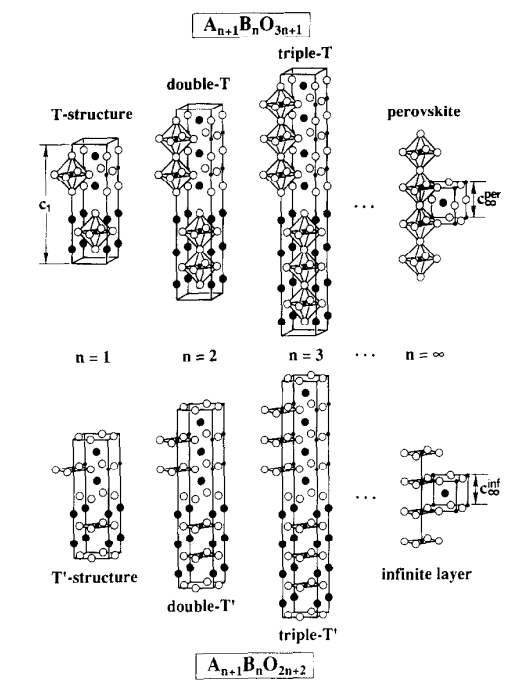 Aₙ₊₁BₙO₃ₙ₊₁
triple-T
double-T
T-structure
perovskite
c₁
...
c∞ᵖᵉʳ
n = 1
n = 2
n = 3
...
n = ∞
...
c∞ⁱⁿᶠ
T'-structure
infinite layer
double-T'
triple-T'
Aₙ₊₁BₙO₂ₙ₊₂